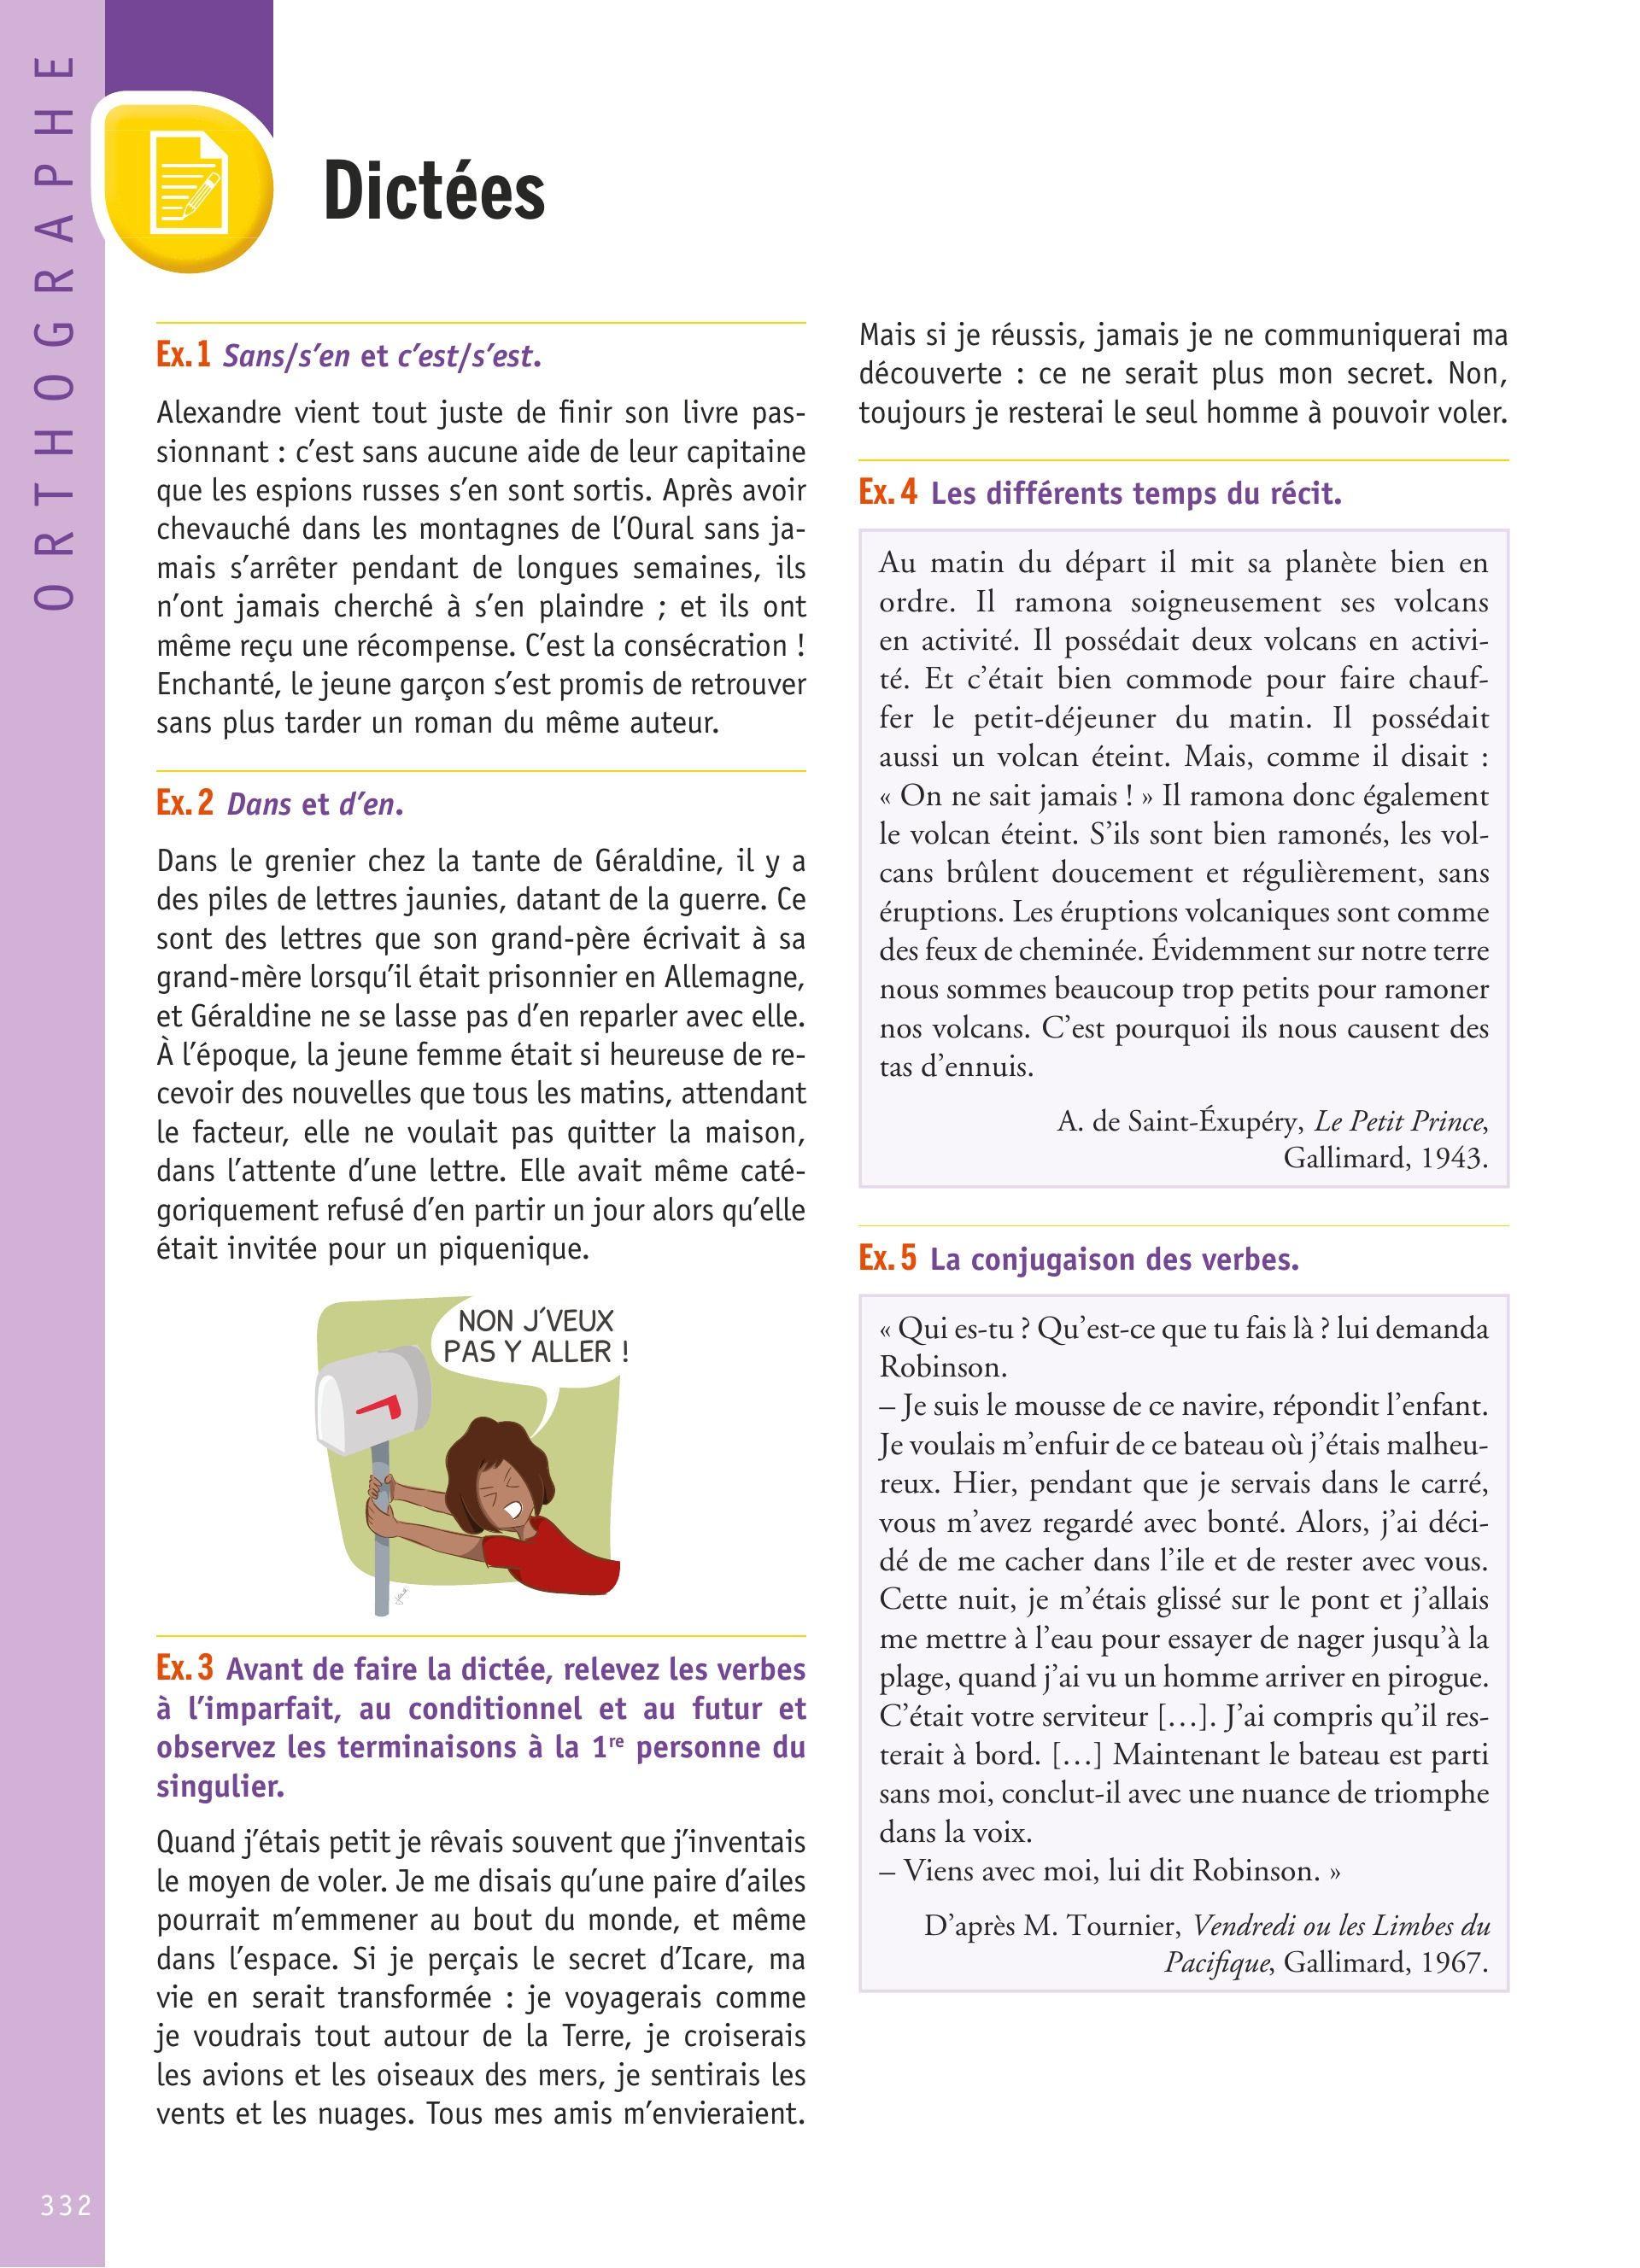 ORTHOGRAPHE
Dictées
Ex. 1 Sans/s’en et c’est/s’est.
Alexandre vient tout juste de finir son livre pas-
sionnant : c’est sans aucune aide de leur capitaine
que les espions russes s’en sont sortis. Après avoir
chevauché dans les montagnes de l’Oural sans ja-
mais s’arrêter pendant de longues semaines, ils
n’ont jamais cherché à s’en plaindre ; et ils ont
même reçu une récompense. C’est la consécration !
Enchanté, le jeune garçon s’est promis de retrouver
sans plus tarder un roman du même auteur.
Ex. 2 Dans et d’en.
Dans le grenier chez la tante de Géraldine, il y a
des piles de lettres jaunies, datant de la guerre. Ce
sont des lettres que son grand-père écrivait à sa
grand-mère lorsqu’il était prisonnier en Allemagne,
et Géraldine ne se lasse pas d’en reparler avec elle.
À l’époque, la jeune femme était si heureuse de re-
cevoir des nouvelles que tous les matins, attendant
le facteur, elle ne voulait pas quitter la maison,
dans l’attente d’une lettre. Elle avait même caté-
goriquement refusé d’en partir un jour alors qu’elle
était invitée pour un piquenique.
NON J’VEUX
PAS Y ALLER !
Ex. 3 Avant de faire la dictée, relevez les verbes
à l’imparfait, au conditionnel et au futur et
observez les terminaisons à la 1re personne du
singulier.
Quand j’étais petit je rêvais souvent que j’inventais
le moyen de voler. Je me disais qu’une paire d’ailes
pourrait m’emmener au bout du monde, et même
dans l’espace. Si je perçais le secret d’Icare, ma
vie en serait transformée : je voyagerais comme
je voudrais tout autour de la Terre, je croiserais
les avions et les oiseaux des mers, je sentirais les
vents et les nuages. Tous mes amis m’envieraient.
Mais si je réussis, jamais je ne communiquerai ma
découverte : ce ne serait plus mon secret. Non,
toujours je resterai le seul homme à pouvoir voler.
Ex. 4 Les différents temps du récit.
Au matin du départ il mit sa planète bien en
ordre. Il ramona soigneusement ses volcans
en activité. Il possédait deux volcans en activi-
té. Et c’était bien commode pour faire chauf-
fer le petit-déjeuner du matin. Il possédait
aussi un volcan éteint. Mais, comme il disait :
« On ne sait jamais ! » Il ramona donc également
le volcan éteint. S’ils sont bien ramonés, les vol-
cans brûlent doucement et régulièrement, sans
éruptions. Les éruptions volcaniques sont comme
des feux de cheminée. Évidemment sur notre terre
nous sommes beaucoup trop petits pour ramoner
nos volcans. C’est pourquoi ils nous causent des
tas d’ennuis.
A. de Saint-Éxupéry, Le Petit Prince,
Gallimard, 1943.
Ex. 5 La conjugaison des verbes.
« Qui es-tu ? Qu’est-ce que tu fais là ? lui demanda
Robinson.
– Je suis le mousse de ce navire, répondit l’enfant.
Je voulais m’enfuir de ce bateau où j’étais malheu-
reux. Hier, pendant que je servais dans le carré,
vous m’avez regardé avec bonté. Alors, j’ai déci-
dé de me cacher dans l’ile et de rester avec vous.
Cette nuit, je m’étais glissé sur le pont et j’allais
me mettre à l’eau pour essayer de nager jusqu’à la
plage, quand j’ai vu un homme arriver en pirogue.
C’était votre serviteur […]. J’ai compris qu’il res-
terait à bord. […] Maintenant le bateau est parti
sans moi, conclut-il avec une nuance de triomphe
dans la voix.
– Viens avec moi, lui dit Robinson. »
D’après M. Tournier, Vendredi ou les Limbes du
Pacifique, Gallimard, 1967.
332